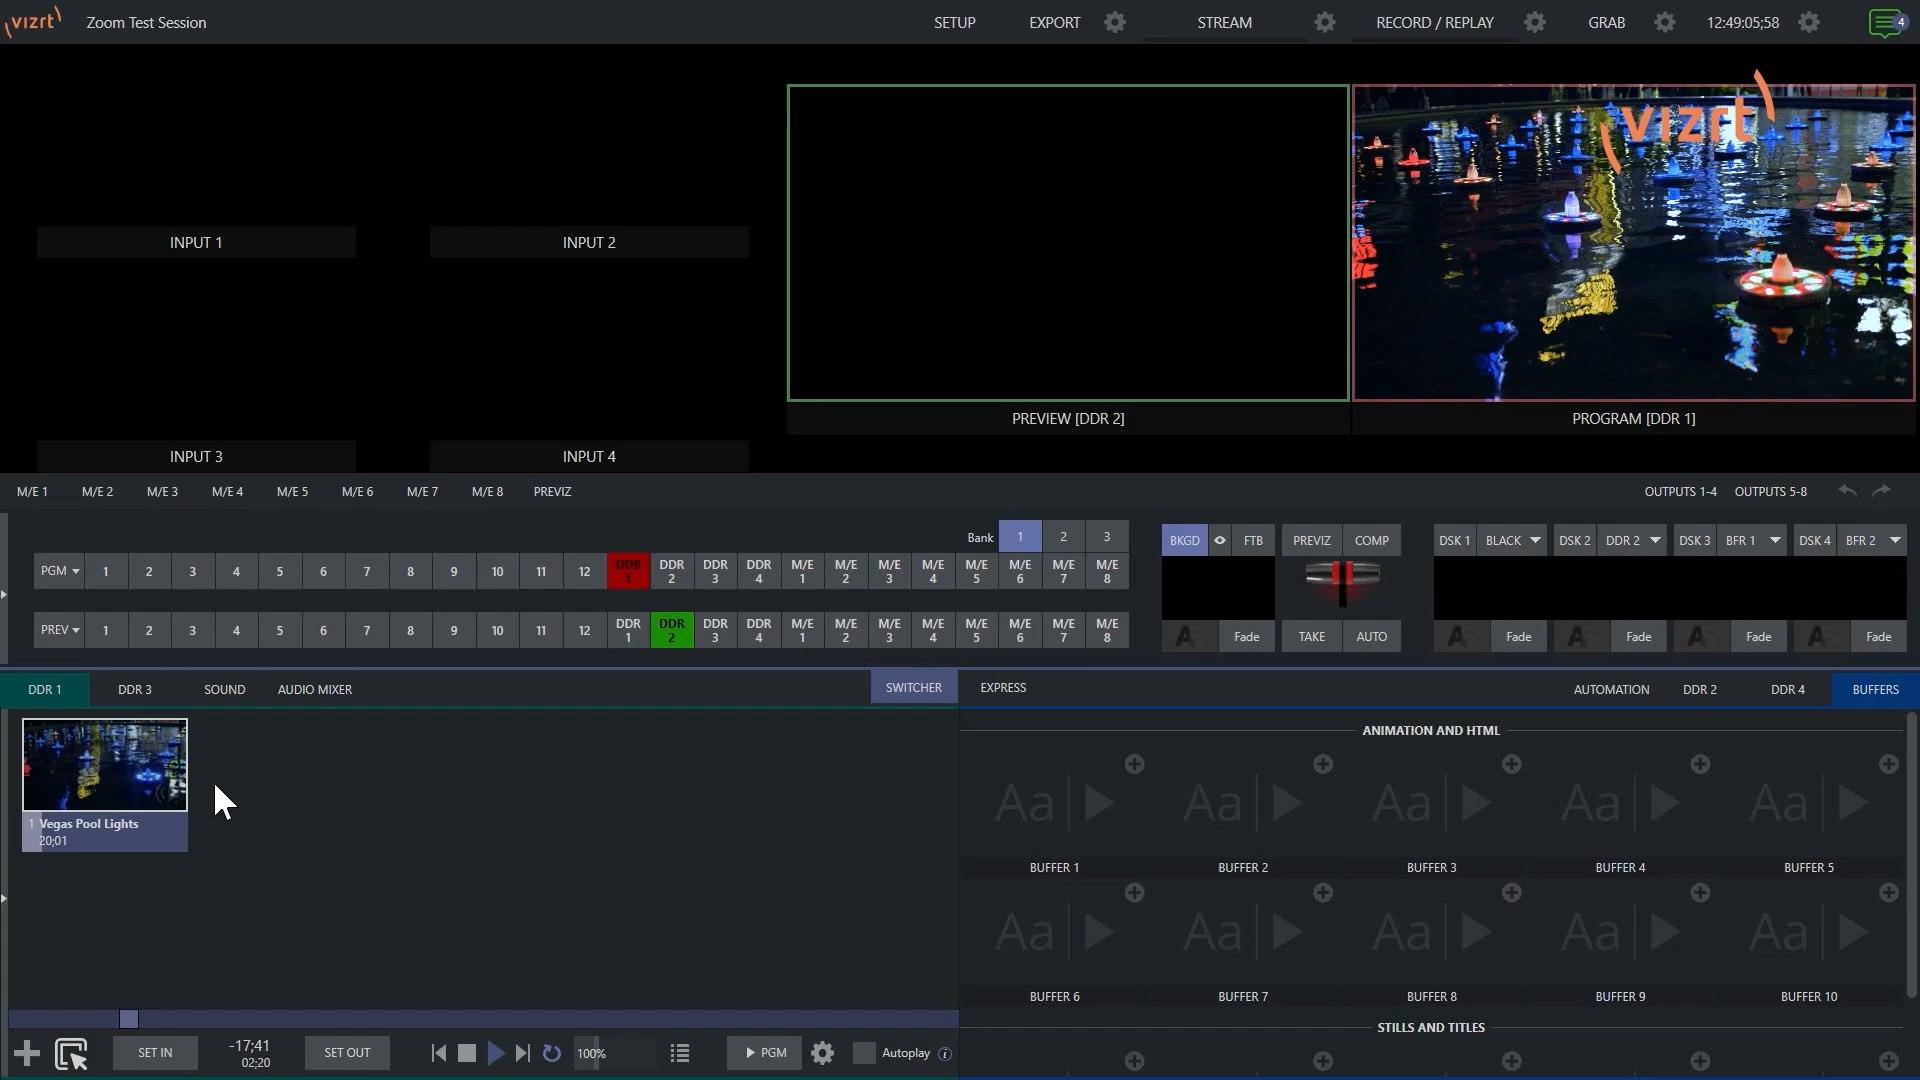 vizrt Zoom Test Session SETUP EXPORT STREAM RECORD / REPLAY GRAB 12:49:05;58 4
vizrt
INPUT 1 INPUT 2
PREVIEW [DDR 2] PROGRAM [DDR 1]
INPUT 3 INPUT 4
M/E 1 M/E 2 M/E 3 M/E 4 M/E 5 M/E 6 M/E 7 M/E 8 PREVIZ OUTPUTS 1-4 OUTPUTS 5-8
Bank 1 2 3
BKGD FTB PREVIZ COMP DSK 1 BLACK DSK 2 DDR 2 DSK 3 BFR 1 DSK 4 BFR 2
PGM 1 2 3 4 5 6 7 8 9 10 11 12 DDR 1 DDR 2 DDR 3 DDR 4 M/E 1 M/E 2 M/E 3 M/E 4 M/E 5 M/E 6 M/E 7 M/E 8
PREV 1 2 3 4 5 6 7 8 9 10 11 12 DDR 1 DDR 2 DDR 3 DDR 4 M/E 1 M/E 2 M/E 3 M/E 4 M/E 5 M/E 6 M/E 7 M/E 8
Fade TAKE AUTO Fade Fade Fade Fade
DDR 1 DDR 3 SOUND AUDIO MIXER SWITCHER EXPRESS AUTOMATION DDR 2 DDR 4 BUFFERS
ANIMATION AND HTML
Aa Aa Aa Aa Aa
1 Vegas Pool Lights
20;01
BUFFER 1 BUFFER 2 BUFFER 3 BUFFER 4 BUFFER 5
Aa Aa Aa Aa Aa
BUFFER 6 BUFFER 7 BUFFER 8 BUFFER 9 BUFFER 10
STILLS AND TITLES
SET IN -17;41 SET OUT 100% PGM Autoplay i
02;20